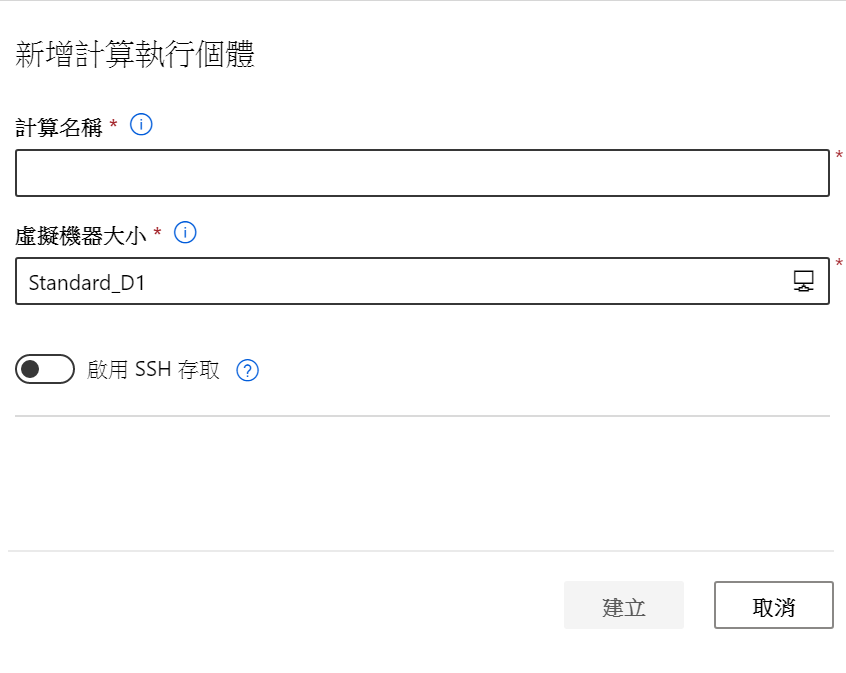 新增計算執行個體
計算名稱 *
*
虛擬機器大小 *
*
Standard_D1
啟用 SSH 存取
建立 取消